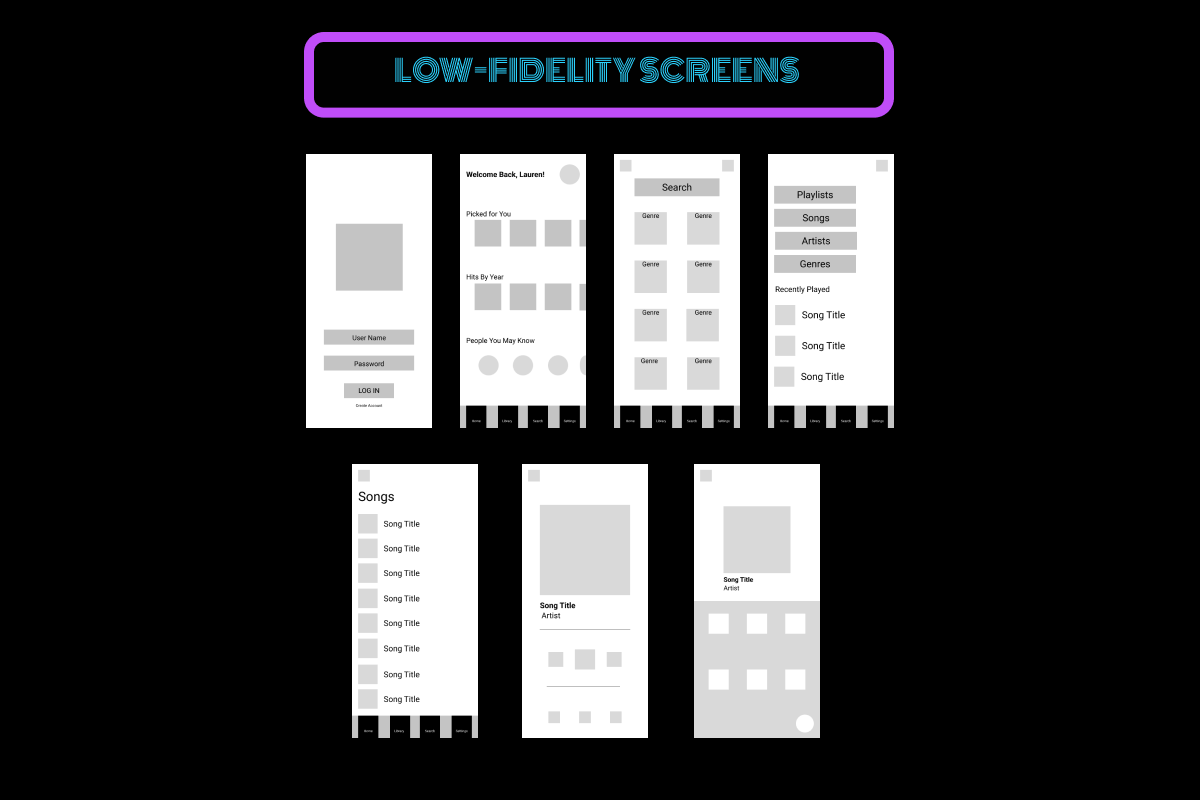 LOW-FIDELITY SCREENS
User Name
Password
LOG IN
Create Account
Welcome Back, Lauren!
Picked for You
Hits By Year
People You May Know
Home Library Search Settings
Search
Genre Genre
Genre Genre
Genre Genre
Genre Genre
Home Library Search Settings
Playlists
Songs
Artists
Genres
Recently Played
Song Title
Song Title
Song Title
Home Library Search Settings
Songs
Song Title
Song Title
Song Title
Song Title
Song Title
Song Title
Song Title
Song Title
Home Library Search Settings
Song Title
Artist
Song Title
Artist